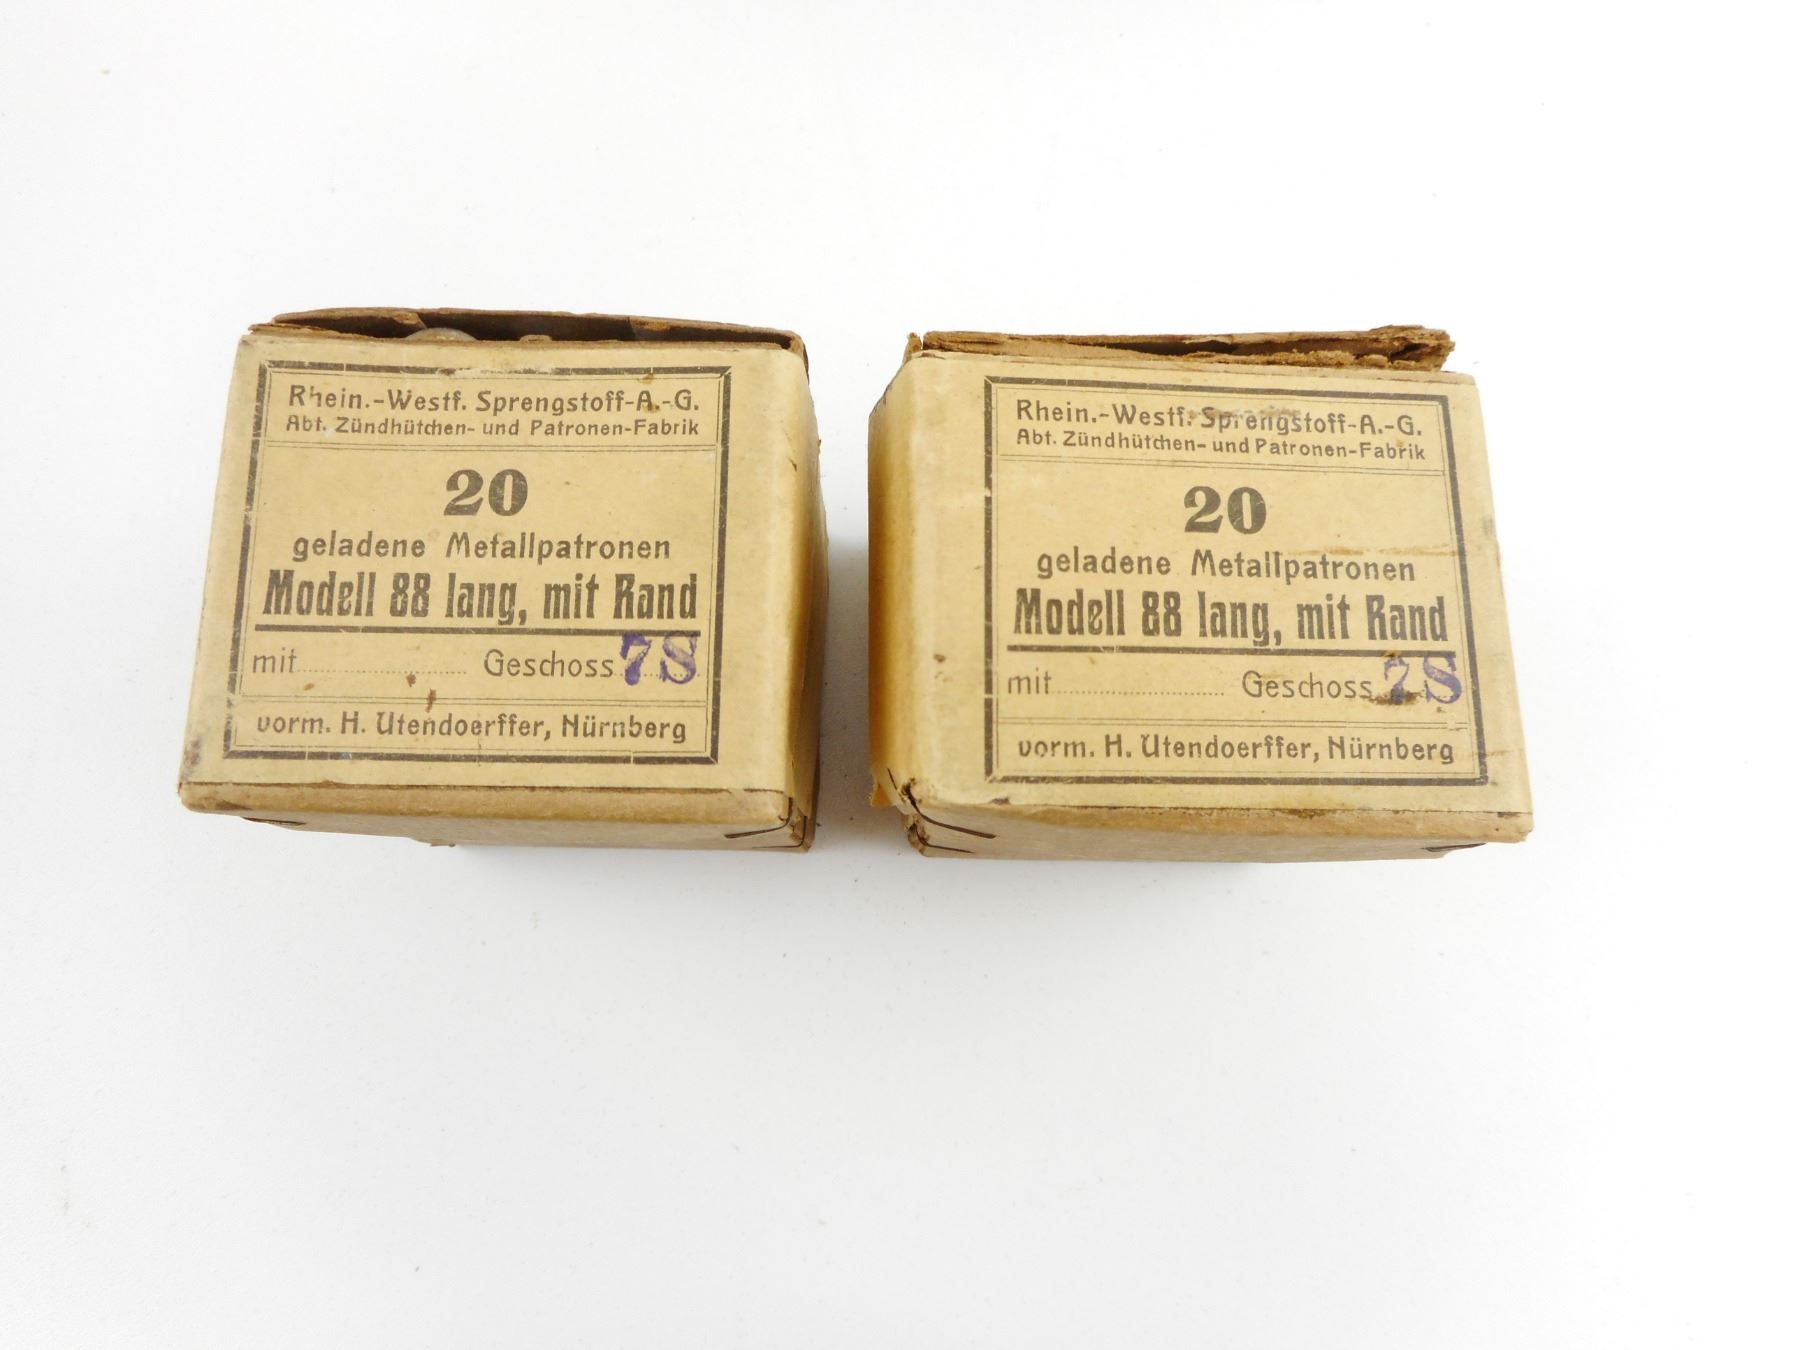 Rhein.-Westf. Sprengstoff-A.-G.
Abt. Zündhütchen- und Patronen-Fabrik
20
geladene Metallpatronen
Modell 88 lang, mit Rand
mit Geschoss 7S
vorm. H. Utendoerffer, Nürnberg
Rhein.-Westf. Sprengstoff-A.-G.
Abt. Zündhütchen- und Patronen-Fabrik
20
geladene Metallpatronen
Modell 88 lang, mit Rand
mit Geschoss 7S
vorm. H. Utendoerffer, Nürnberg